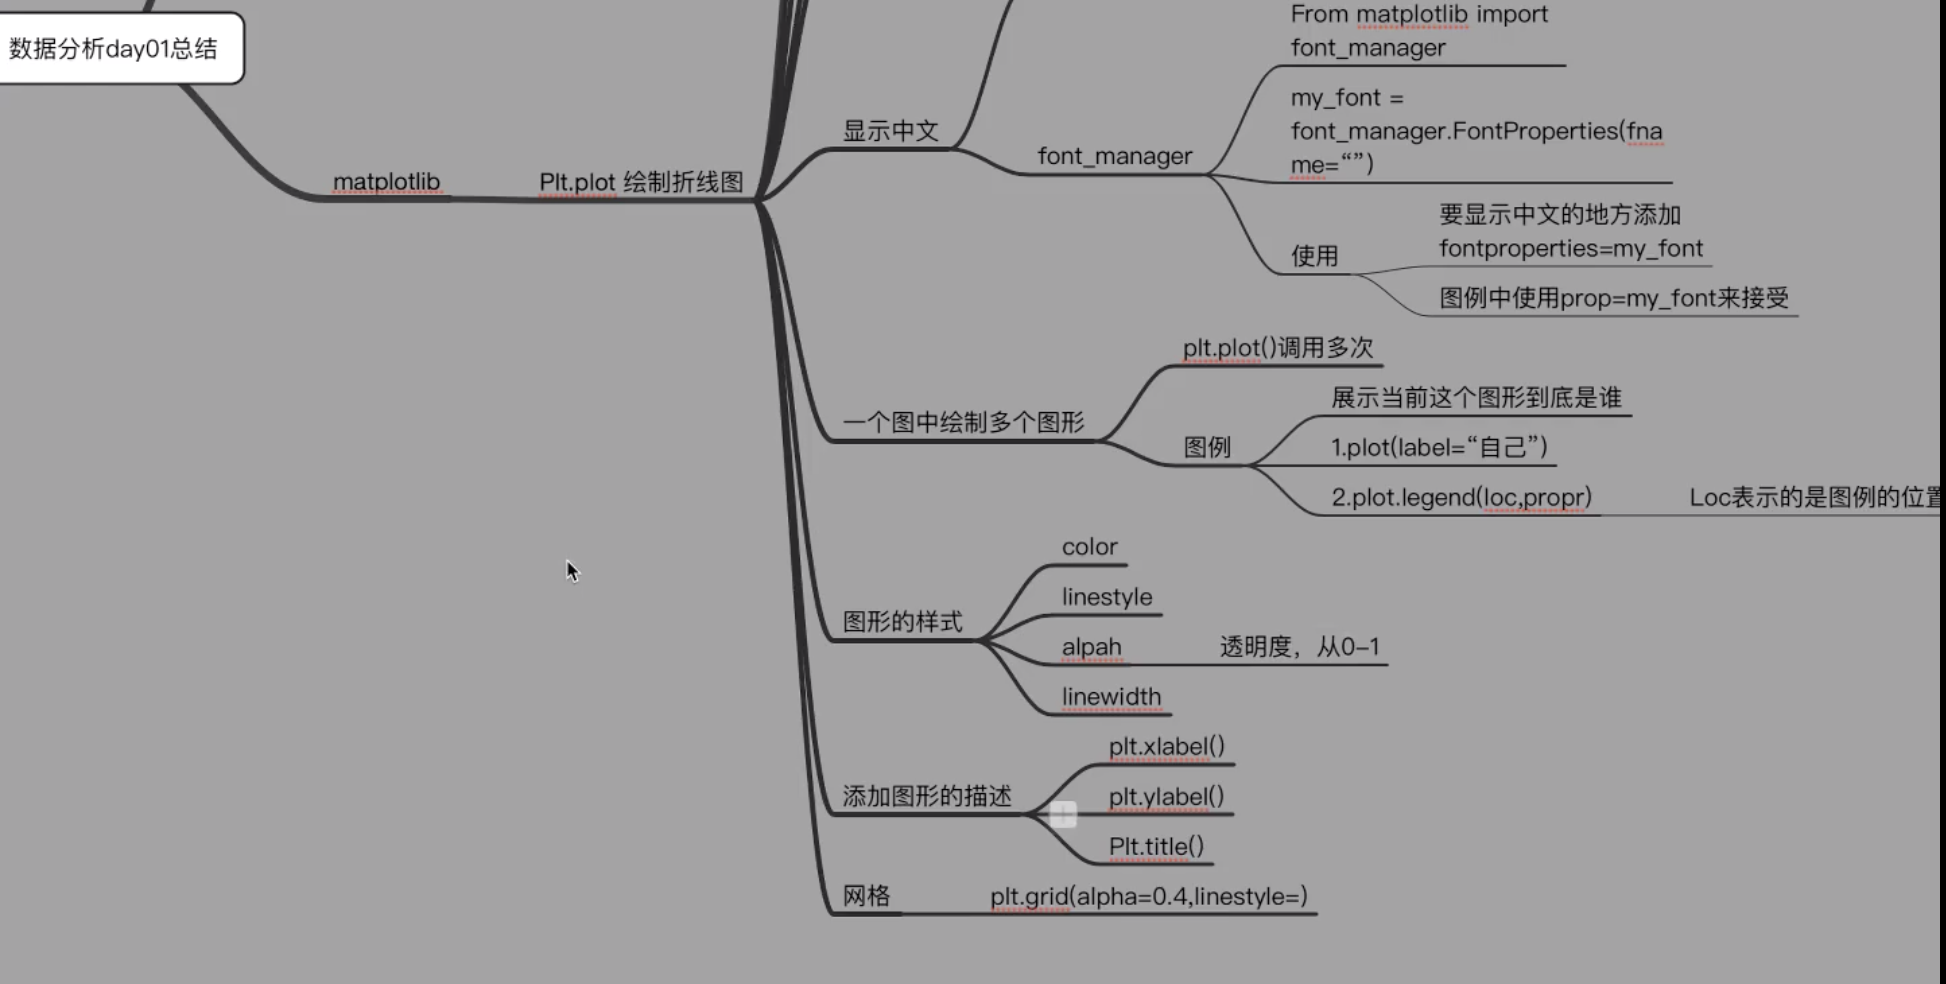 数据分析day01总结
matplotlib
Plt.plot 绘制折线图
显示中文
font_manager
From matplotlib import
font_manager
my_font =
font_manager.FontProperties(fna
me=“”)
使用
要显示中文的地方添加
fontproperties=my_font
图例中使用prop=my_font来接受
一个图中绘制多个图形
plt.plot()调用多次
图例
展示当前这个图形到底是谁
1.plot(label=“自己”)
2.plot.legend(loc,propr)
Loc表示的是图例的位置
图形的样式
color
linestyle
alpah
透明度，从0–1
linewidth
添加图形的描述
plt.xlabel()
plt.ylabel()
Plt.title()
网格
plt.grid(alpha=0.4,linestyle=)